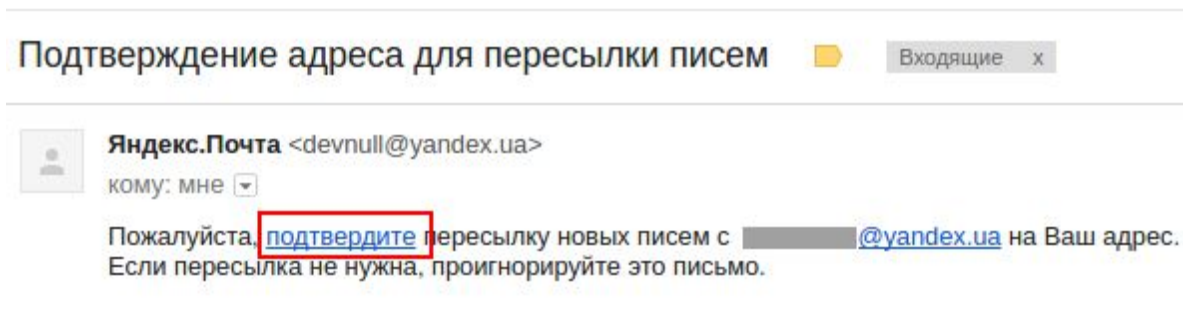 Подтверждение адреса для пересылки писем Входящие x
Яндекс.Почта <devnull@yandex.ua>
кому: мне
Пожалуйста, подтвердите пересылку новых писем с @yandex.ua на Ваш адрес.
Если пересылка не нужна, проигнорируйте это письмо.